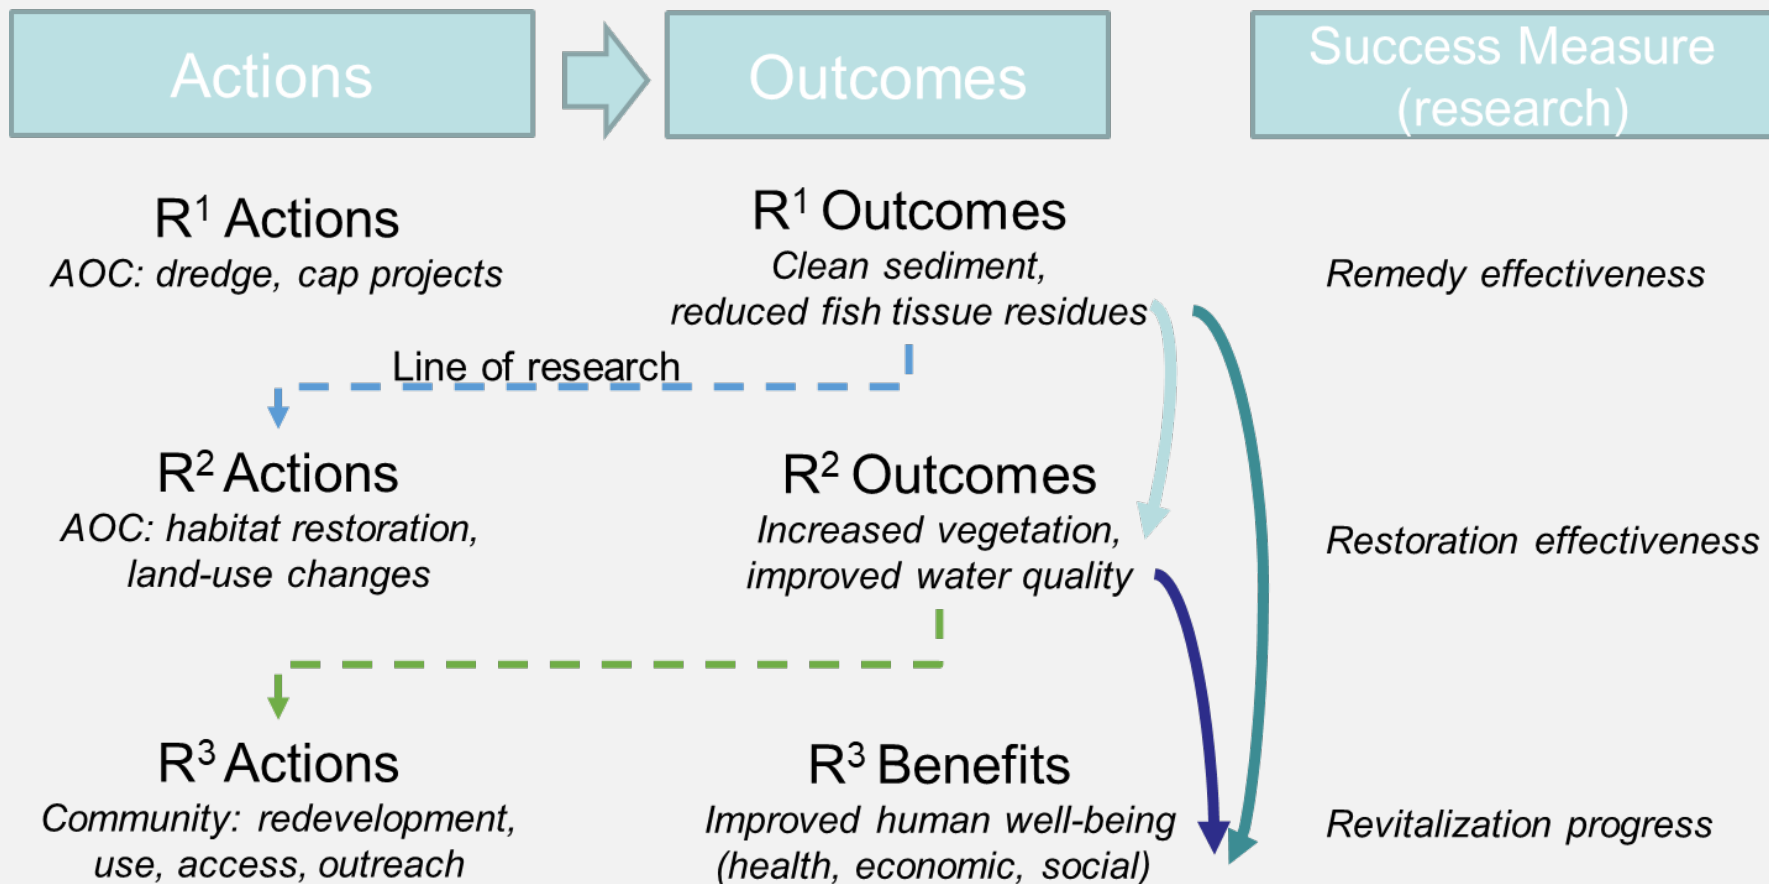 Actions
Outcomes
Success Measure
(research)
R¹ Actions
AOC: dredge, cap projects
R¹ Outcomes
Clean sediment,
reduced fish tissue residues
Remedy effectiveness
Line of research
R² Actions
AOC: habitat restoration,
land-use changes
R² Outcomes
Increased vegetation,
improved water quality
Restoration effectiveness
R³ Actions
Community: redevelopment,
use, access, outreach
R³ Benefits
Improved human well-being
(health, economic, social)
Revitalization progress